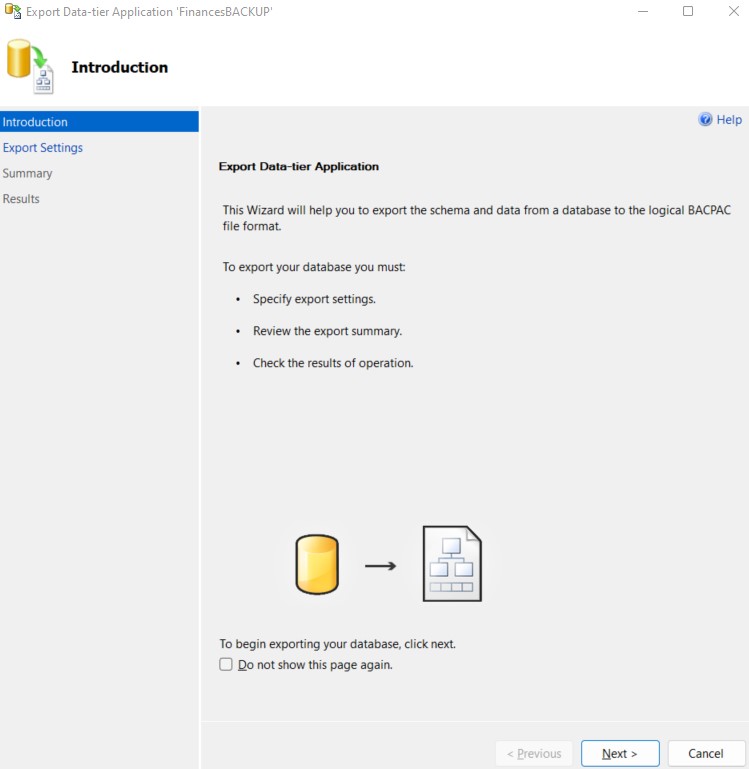 Export Data-tier Application 'FinancesBACKUP'
Introduction
Introduction
Export Settings
Summary
Results
Help
Export Data-tier Application
This Wizard will help you to export the schema and data from a database to the logical BACPAC
file format.
To export your database you must:
• Specify export settings.
• Review the export summary.
• Check the results of operation.
To begin exporting your database, click next.
Do not show this page again.
< Previous
Next >
Cancel